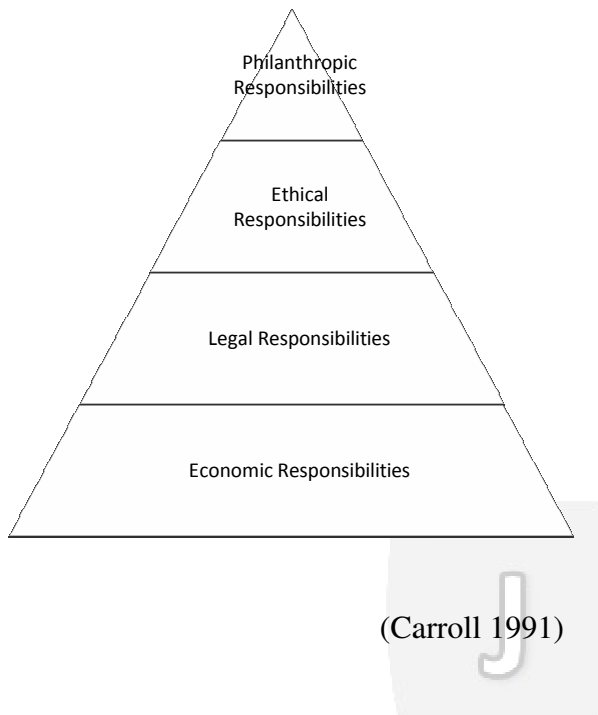 Philanthropic
Responsibilities
Ethical
Responsibilities
Legal Responsibilities
Economic Responsibilities
J
(Carroll 1991)